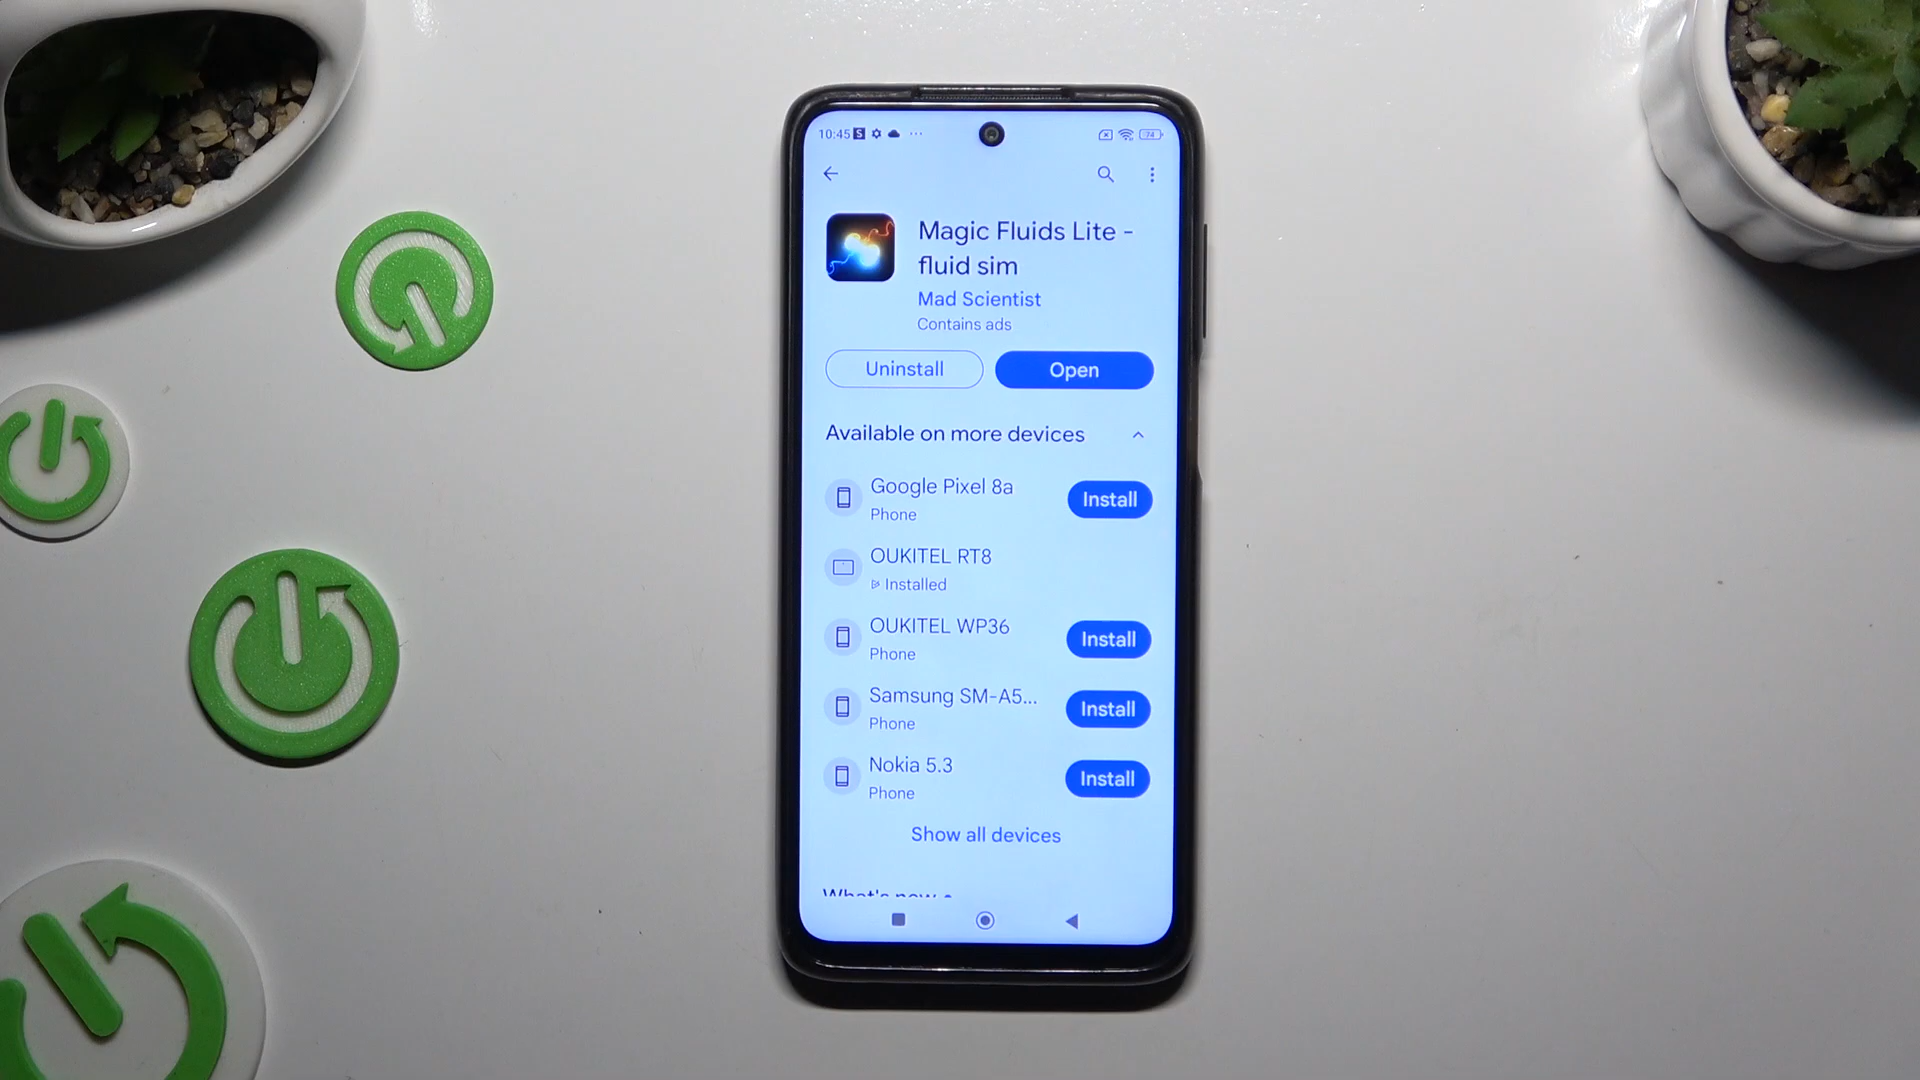 10:45
74
Magic Fluids Lite -
fluid sim
Mad Scientist
Contains ads
Uninstall
Open
Available on more devices
Google Pixel 8a
Phone
Install
OUKITEL RT8
Installed
OUKITEL WP36
Phone
Install
Samsung SM-A5...
Phone
Install
Nokia 5.3
Phone
Install
Show all devices
What's new